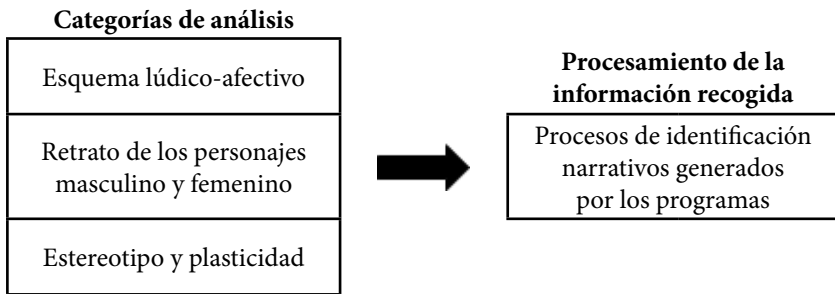 Categorías de análisis
Esquema lúdico-afectivo
Retrato de los personajes
masculino y femenino
Estereotipo y plasticidad
Procesamiento de la
información recogida
Procesos de identificación
narrativos generados
por los programas